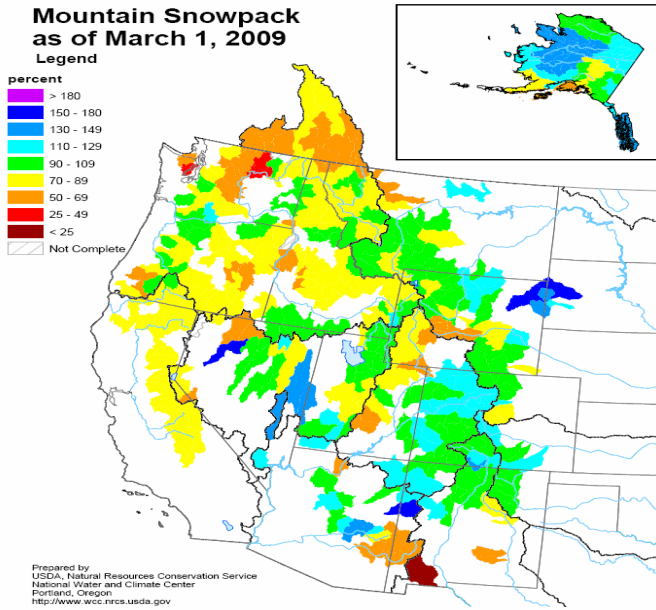 Mountain Snowpack
as of March 1, 2009
Legend
percent
> 180
150 - 180
130 - 149
110 - 129
90 - 109
70 - 89
50 - 69
25 - 49
< 25
Not Complete
Prepared by
USDA, Natural Resources Conservation Service
National Water and Climate Center
Portland, Oregon
http://www.wcc.nrcs.usda.gov